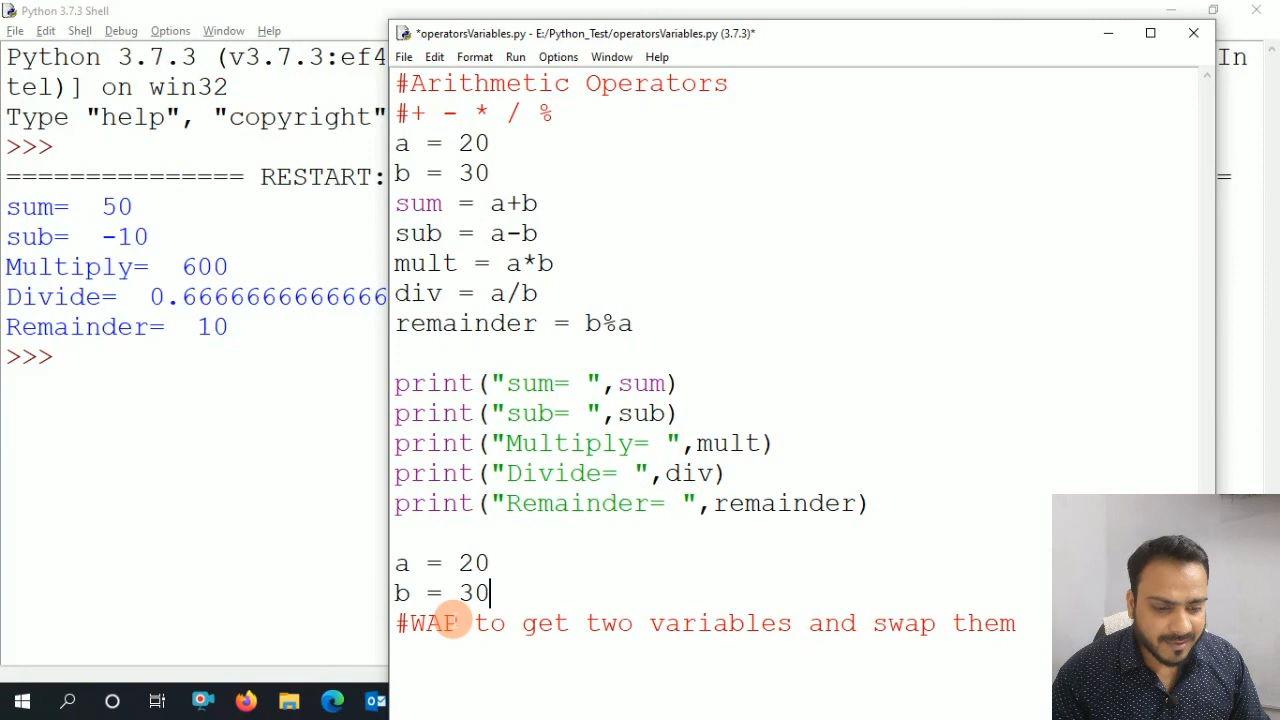 Python 3.7.3 Shell
File Edit Shell Debug Options Window Help
Python 3.7.3 (v3.7.3:ef4
In
tel)] on win32
Type "help", "copyright"
>>>
=============== RESTART:
=
sum=  50
sub=  -10
Multiply=  600
Divide=  0.6666666666666
Remainder=  10
>>>
*operatorsVariables.py - E:/Python_Test/operatorsVariables.py (3.7.3)*
File Edit Format Run Options Window Help
#Arithmetic Operators
#+ - * / %
a = 20
b = 30
sum = a+b
sub = a-b
mult = a*b
div = a/b
remainder = b%a
print("sum= ",sum)
print("sub= ",sub)
print("Multiply= ",mult)
print("Divide= ",div)
print("Remainder= ",remainder)
a = 20
b = 30
#WAP to get two variables and swap them